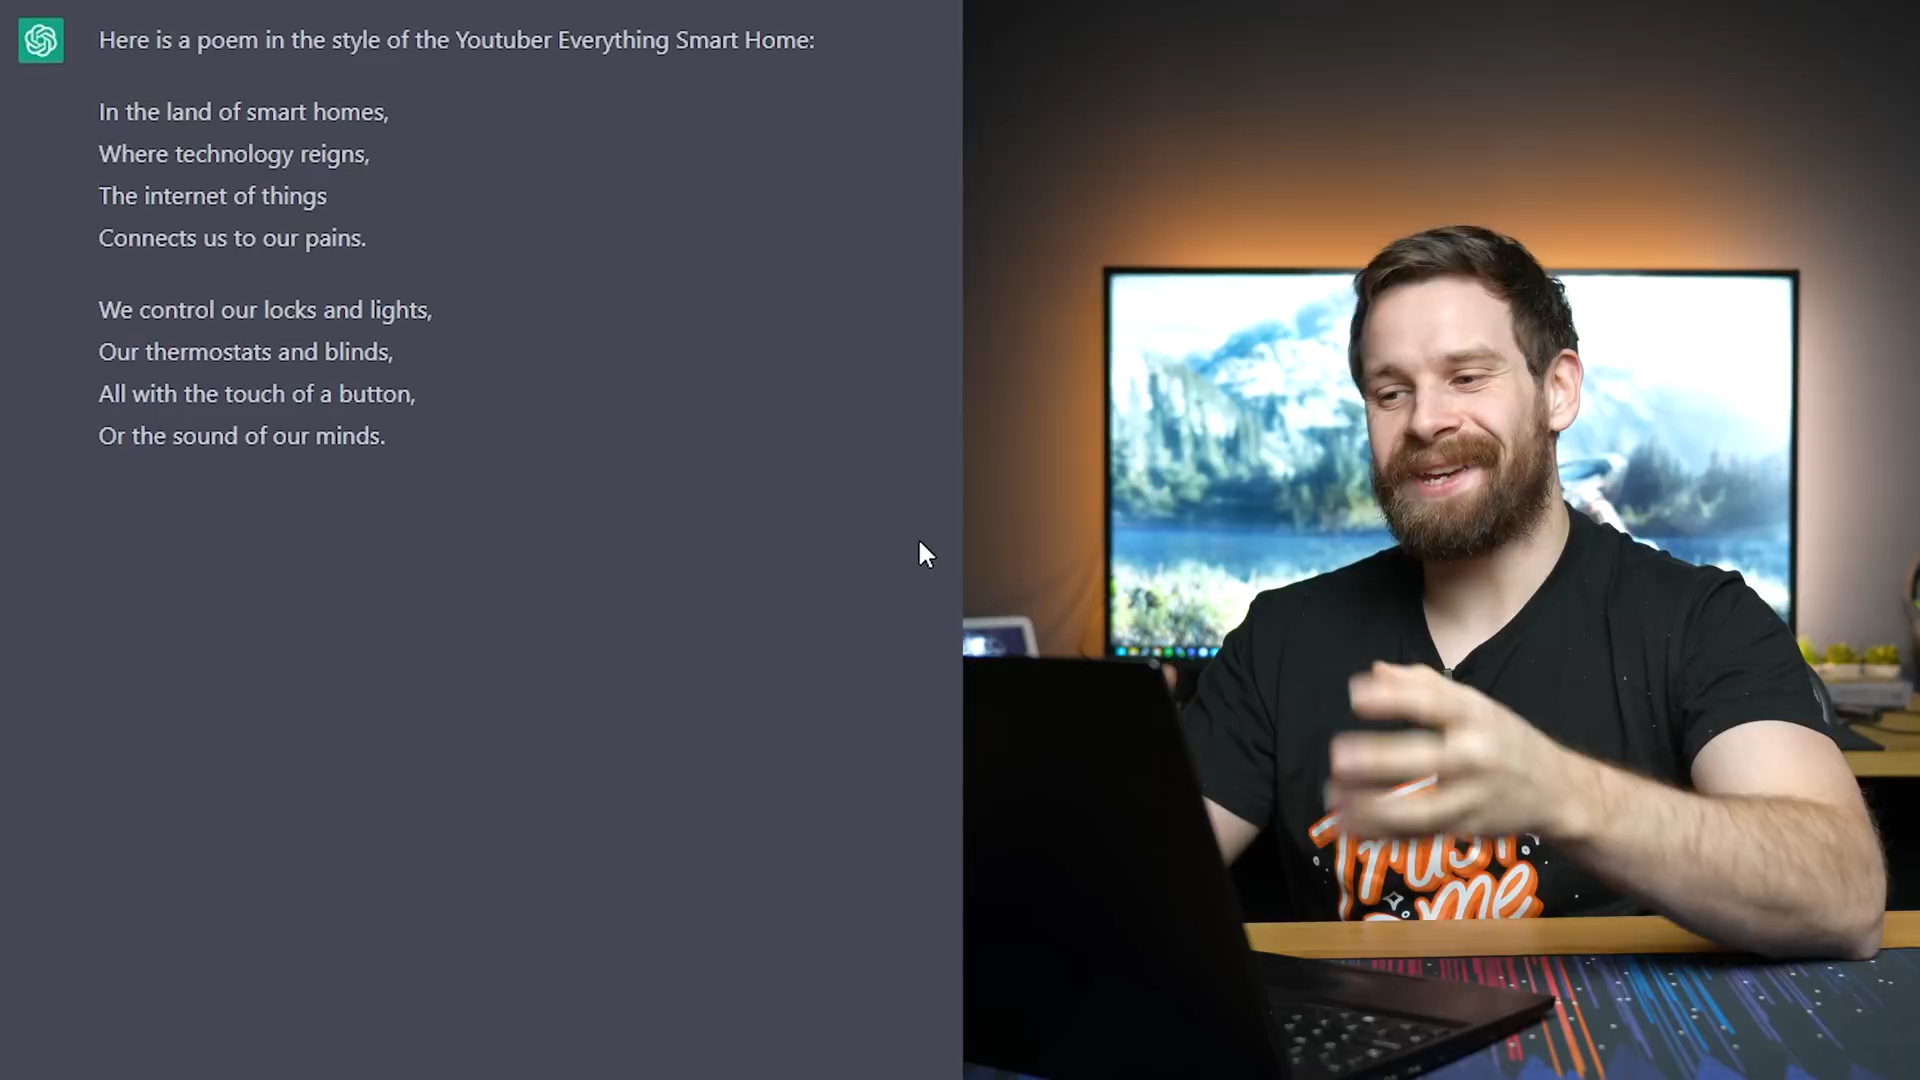 Here is a poem in the style of the Youtuber Everything Smart Home:
In the land of smart homes,
Where technology reigns,
The internet of things
Connects us to our pains.
We control our locks and lights,
Our thermostats and blinds,
All with the touch of a button,
Or the sound of our minds.
Trust
me